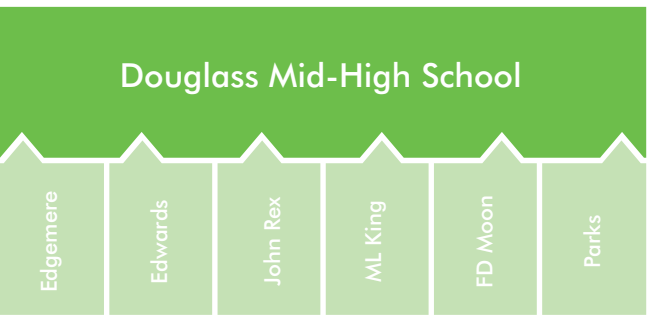 Douglass Mid-High School
Edgemere
Edwards
John Rex
ML King
FD Moon
Parks